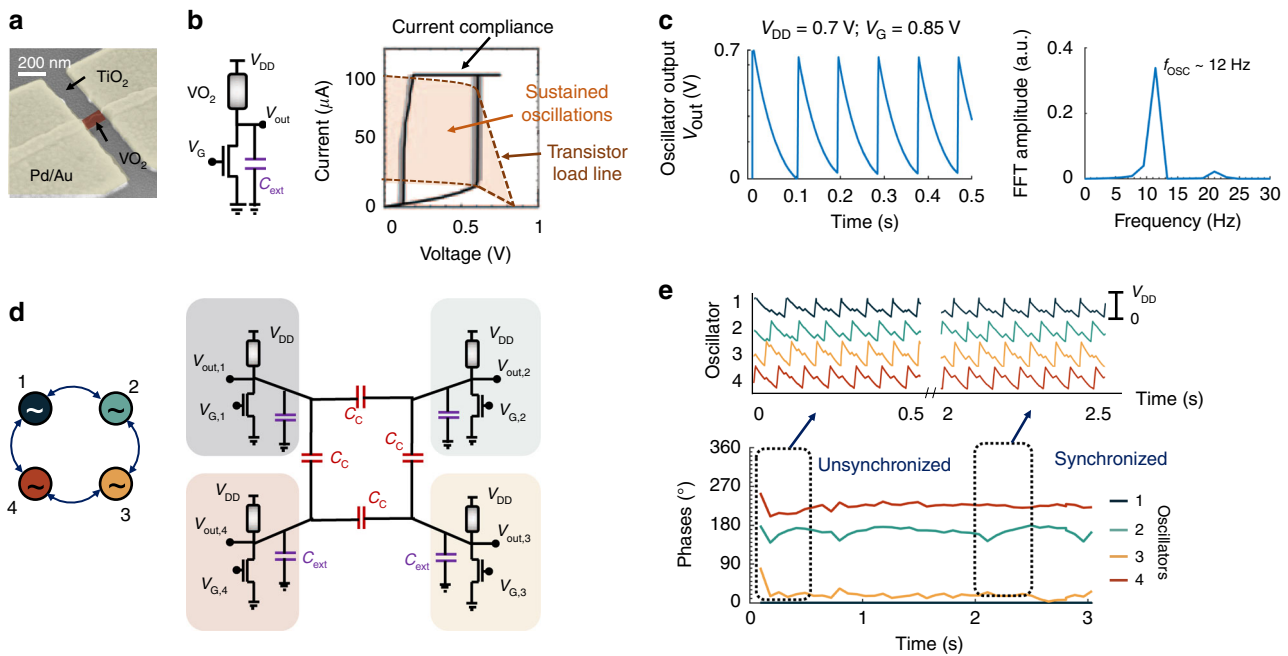 a
200 nm
TiO2
VO2
Pd/Au
b
VDD
VO2
Vout
VG
Cext
Current compliance
Current (μA)
100
50
0
Sustained
oscillations
Transistor
load line
0
0.5
1
Voltage (V)
c
VDD = 0.7 V; VG = 0.85 V
Oscillator output
Vout (V)
0.7
0
0
0.1
0.2
0.3
0.4
0.5
Time (s)
FFT amplitude (a.u.)
0.4
0.2
0
fOSC ~ 12 Hz
0
5
10
15
20
25
30
Frequency (Hz)
d
1
2
4
3
~
~
~
~
VDD
Vout,1
VG,1
VDD
Vout,2
VG,2
CC
CC
CC
CC
VDD
Vout,4
VG,4
Cext
VDD
Vout,3
VG,3
Cext
e
Oscillator
1
2
3
4
VDD
0
0
0.5
2
2.5
Time (s)
Phases (°)
360
270
180
90
0
Unsynchronized
Synchronized
1
2
3
4
Oscillators
0
1
2
3
Time (s)